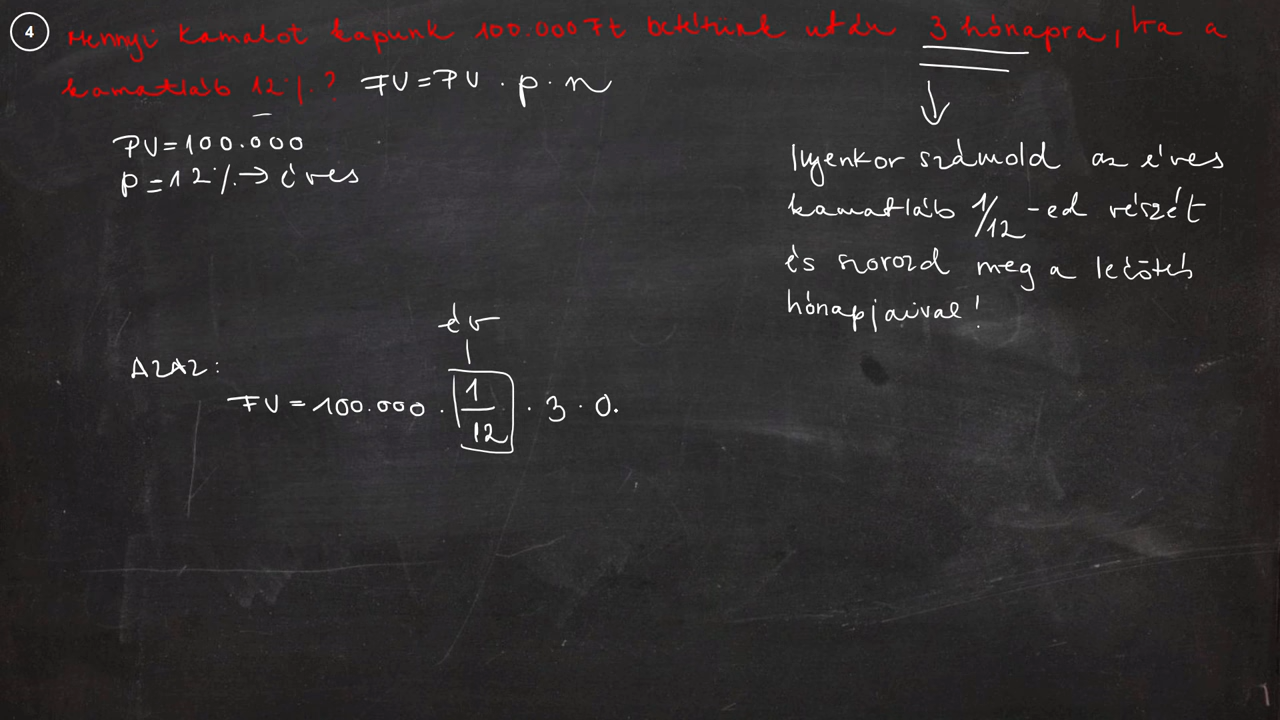 4
Mennyi kamatot kapunk 100.000 Ft betétünk után 3 hónapra, ha a
kamatláb 12%? FV=PV · p · n
PV=100.000
p=12% → éves
Ilyenkor számold az éves
kamatláb 1/12-ed részét
és szorozd meg a lekötés
hónapjaival!
év
AZAZ:
FV = 100.000 · 1/12 · 3 · 0.